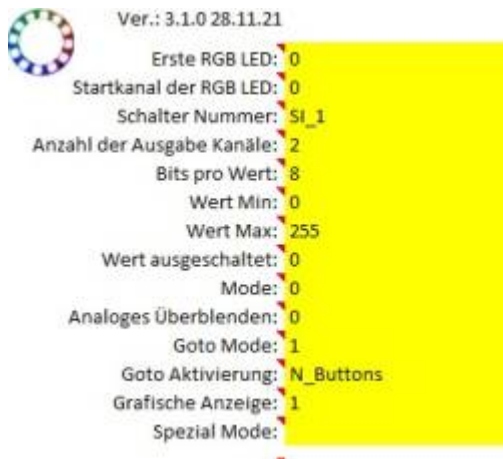 Ver.: 3.1.0 28.11.21
Erste RGB LED: 0
Startkanal der RGB LED: 0
Schalter Nummer: SI_1
Anzahl der Ausgabe Kanäle: 2
Bits pro Wert: 8
Wert Min: 0
Wert Max: 255
Wert ausgeschaltet: 0
Mode: 0
Analoges Überblenden: 0
Goto Mode: 1
Goto Aktivierung: N_Buttons
Grafische Anzeige: 1
Spezial Mode: